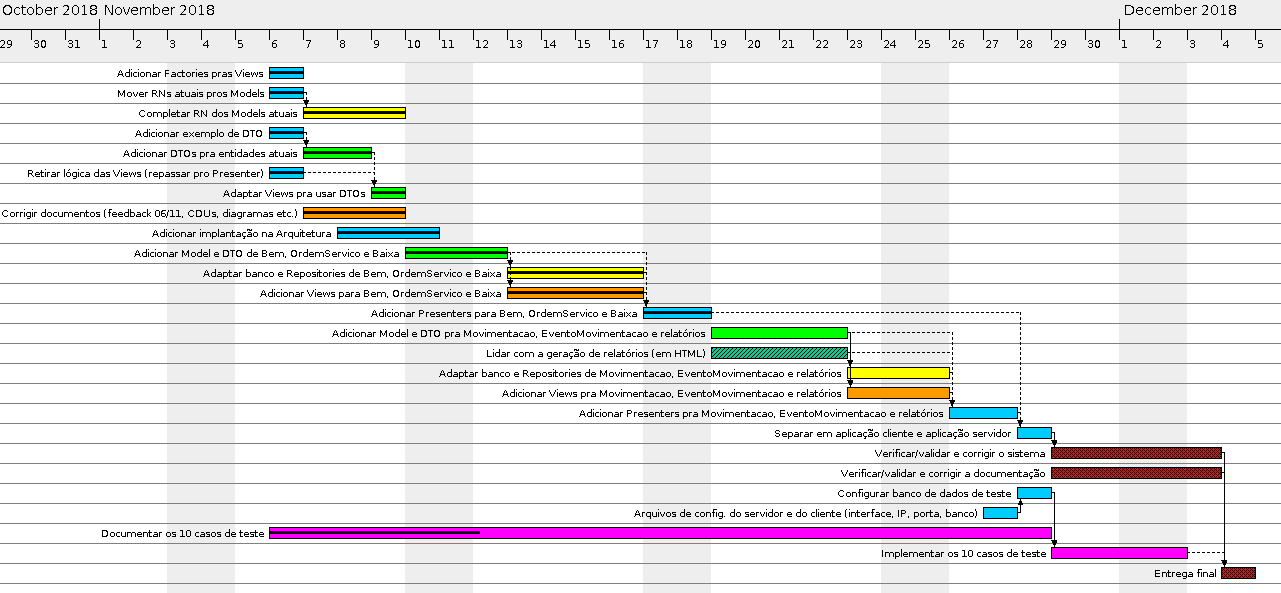 October 2018 November 2018 December 2018
29 30 31 1 2 3 4 5 6 7 8 9 10 11 12 13 14 15 16 17 18 19 20 21 22 23 24 25 26 27 28 29 30 1 2 3 4 5
Adicionar Factories pras Views
Mover RNs atuais pros Models
Completar RN dos Models atuais
Adicionar exemplo de DTO
Adicionar DTOs pra entidades atuais
Retirar lógica das Views (repassar pro Presenter)
Adaptar Views pra usar DTOs
Corrigir documentos (feedback 06/11, CDUs, diagramas etc.)
Adicionar implantação na Arquitetura
Adicionar Model e DTO de Bem, OrdemServico e Baixa
Adaptar banco e Repositories de Bem, OrdemServico e Baixa
Adicionar Views para Bem, OrdemServico e Baixa
Adicionar Presenters para Bem, OrdemServico e Baixa
Adicionar Model e DTO pra Movimentacao, EventoMovimentacao e relatórios
Lidar com a geração de relatórios (em HTML)
Adaptar banco e Repositories de Movimentacao, EventoMovimentacao e relatórios
Adicionar Views pra Movimentacao, EventoMovimentacao e relatórios
Adicionar Presenters pra Movimentacao, EventoMovimentacao e relatórios
Separar em aplicação cliente e aplicação servidor
Verificar/validar e corrigir o sistema
Verificar/validar e corrigir a documentação
Configurar banco de dados de teste
Arquivos de config. do servidor e do cliente (interface, IP, porta, banco)
Documentar os 10 casos de teste
Implementar os 10 casos de teste
Entrega final